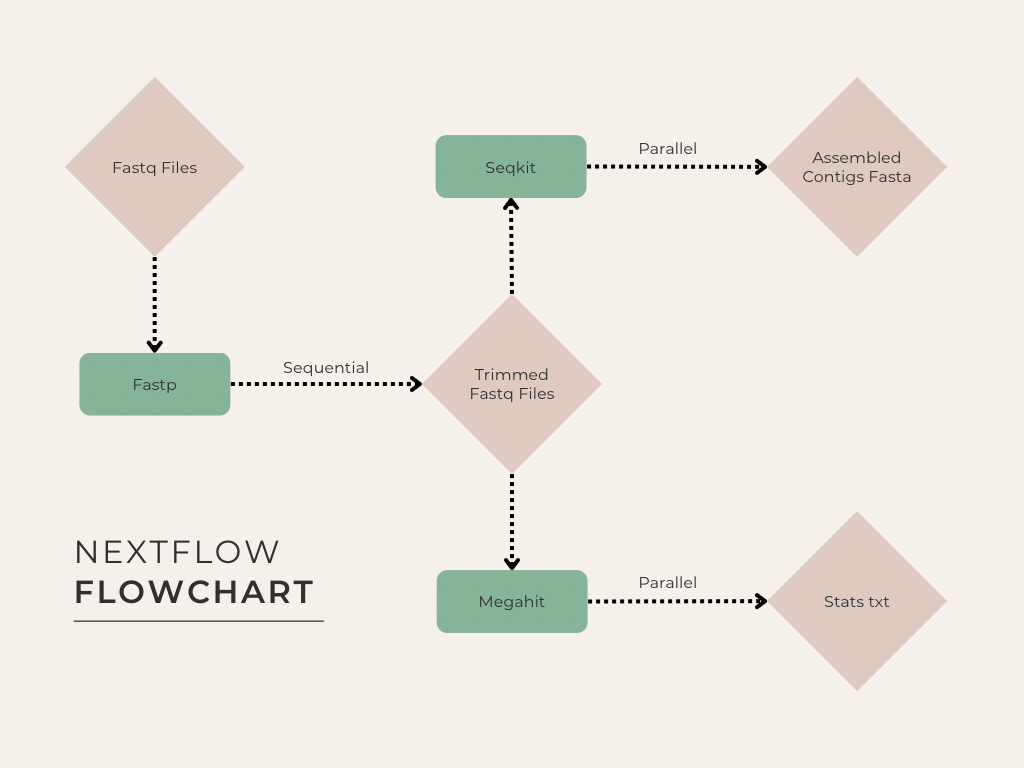 Fastq Files
Seqkit
Parallel
Assembled
Contigs Fasta
Fastp
Sequential
Trimmed
Fastq Files
NEXTFLOW
FLOWCHART
Megahit
Parallel
Stats txt